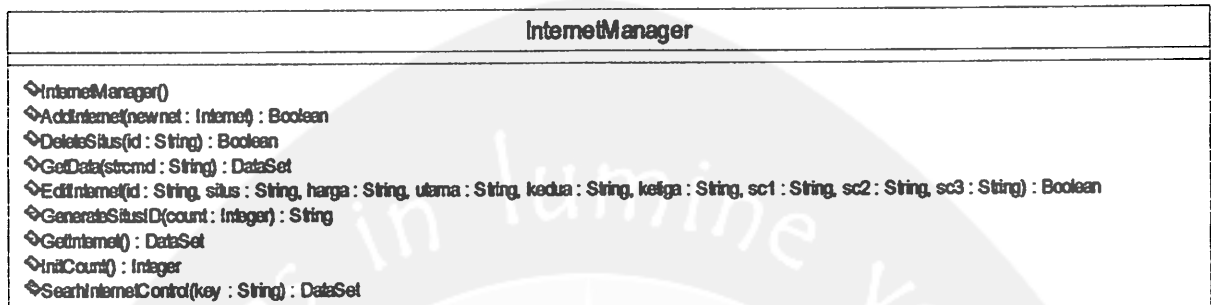 InternetManager
InternetManager()
AddInternet(newnet : Internet) : Boolean
DeleteSitus(id : String) : Boolean
GetData(strcmd : String) : DataSet
EditInternet(id : String, situs : String, harga : String, utama : String, kedua : String, ketiga : String, sc1 : String, sc2 : String, sc3 : String) : Boolean
GenerateSitusID(count : Integer) : String
GetInternet() : DataSet
InitCount() : Integer
SearhInternetControl(key : String) : DataSet
in lumine